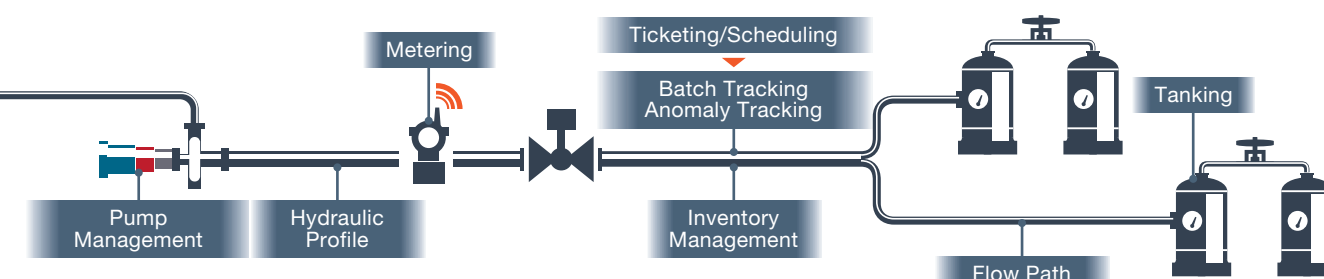 Metering
Ticketing/Scheduling
Batch Tracking
Anomaly Tracking
Tanking
Pump
Management
Hydraulic
Profile
Inventory
Management
Flow Path